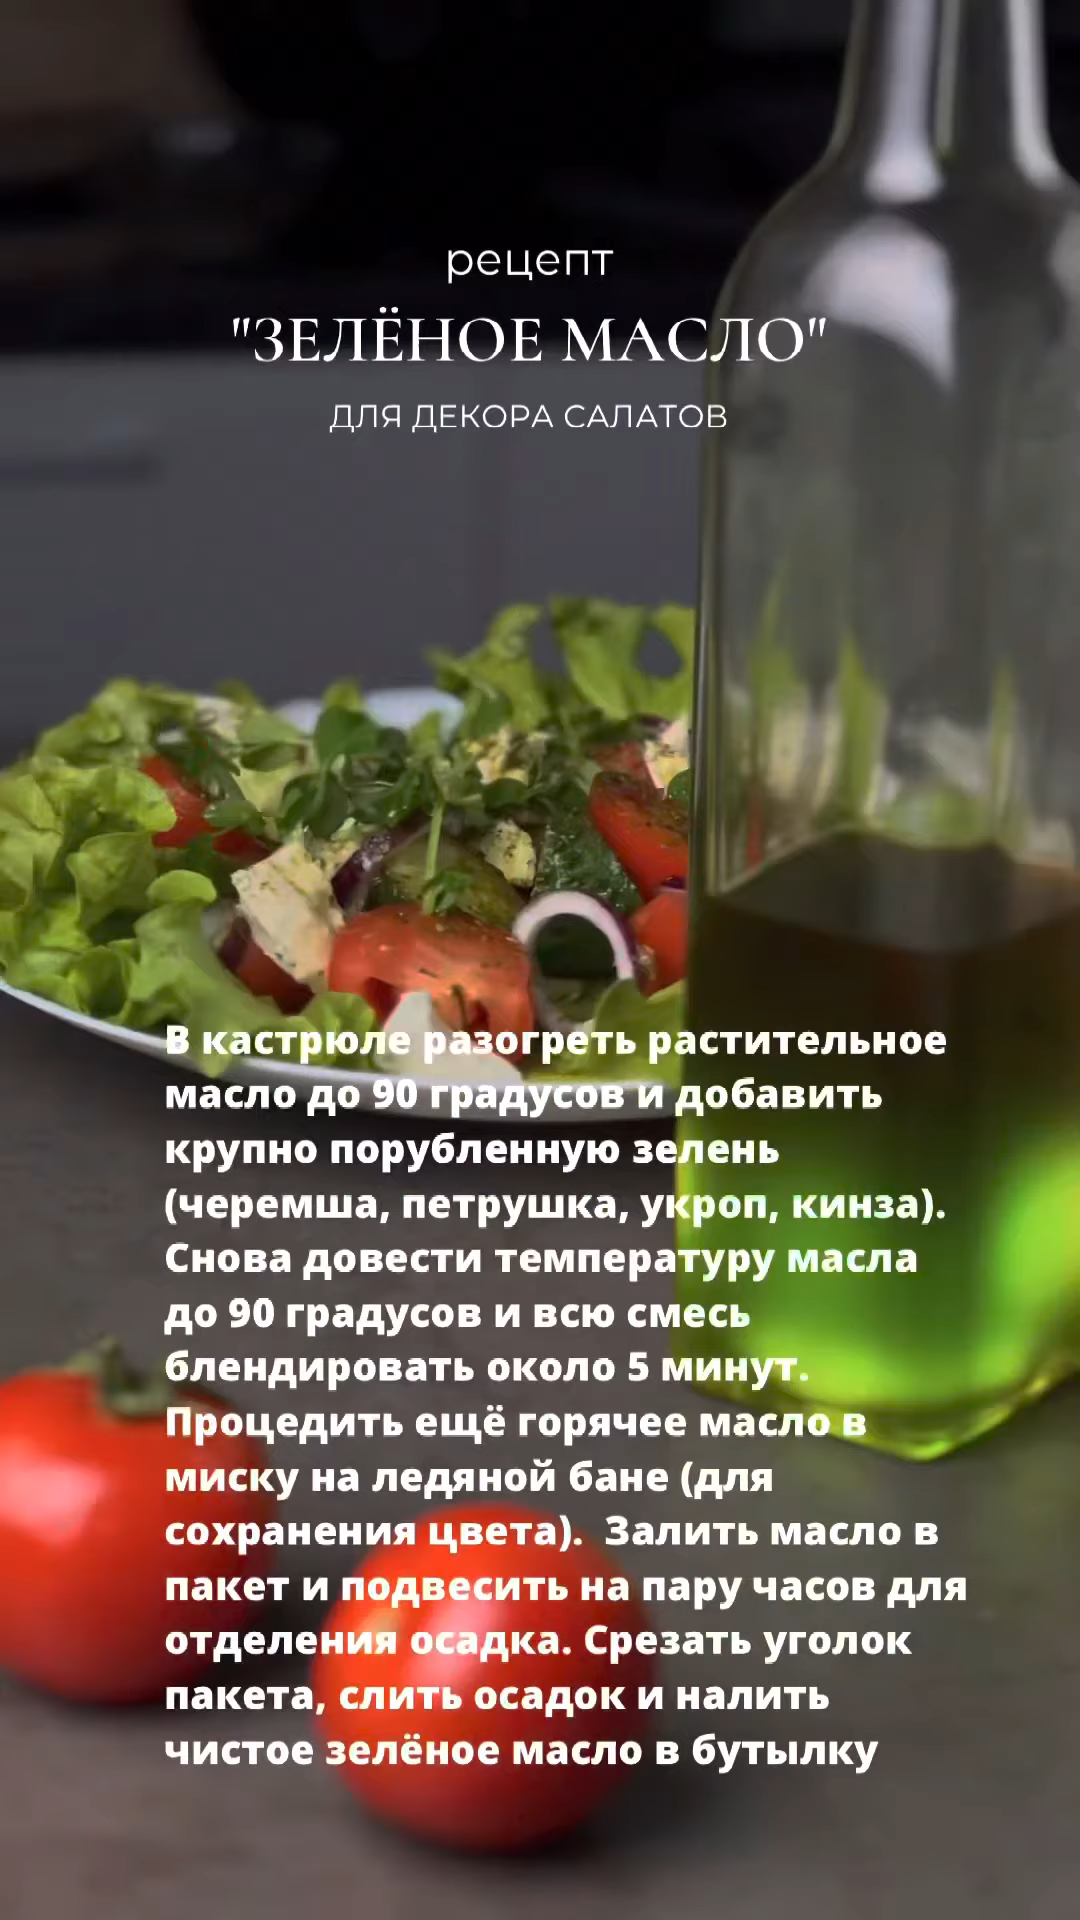 рецепт
"ЗЕЛЁНОЕ МАСЛО"
ДЛЯ ДЕКОРА САЛАТОВ
В кастрюле разогреть растительное
масло до 90 градусов и добавить
крупно порубленную зелень
(черемша, петрушка, укроп, кинза).
Снова довести температуру масла
до 90 градусов и всю смесь
блендировать около 5 минут.
Процедить ещё горячее масло в
миску на ледяной бане (для
сохранения цвета).  Залить масло в
пакет и подвесить на пару часов для
отделения осадка. Срезать уголок
пакета, слить осадок и налить
чистое зелёное масло в бутылку